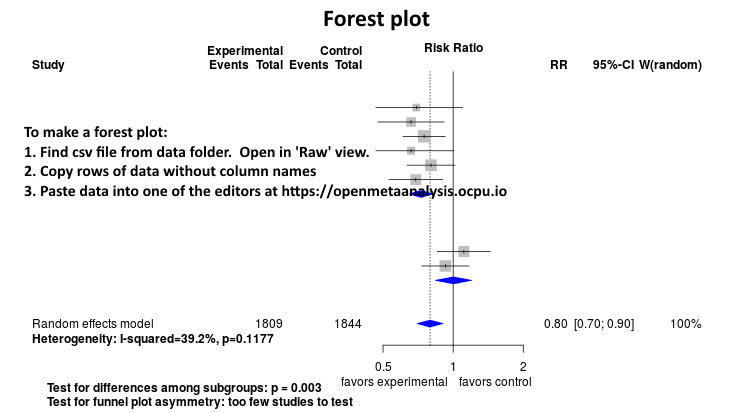 Forest plot
Experimental Control Risk Ratio
Study Events Total Events Total RR 95%-CI W(random)
To make a forest plot:
1. Find csv file from data folder. Open in 'Raw' view.
2. Copy rows of data without column names
3. Paste data into one of the editors at https://openmetaanalysis.ocpu.io
Random effects model 1809 1844 0.80 [0.70; 0.90] 100%
Heterogeneity: I-squared=39.2%, p=0.1177
0.5 1 2
favors experimental favors control
Test for differences among subgroups: p = 0.003
Test for funnel plot asymmetry: too few studies to test